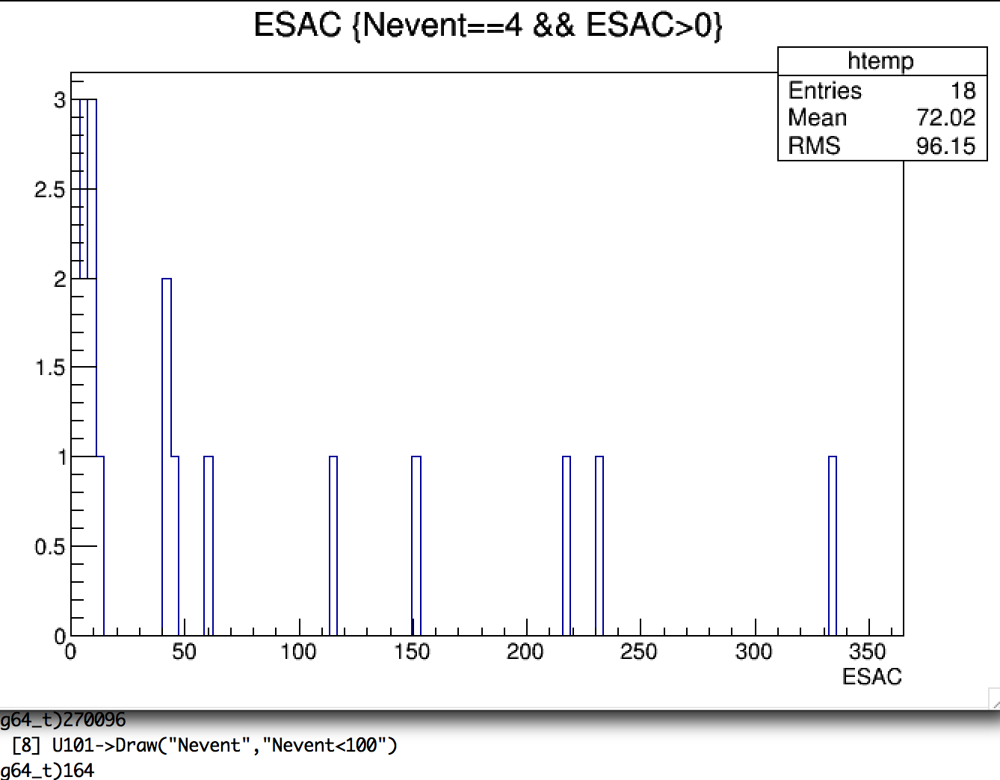 ESAC {Nevent==4 && ESAC>0}
htemp
Entries 18
Mean 72.02
RMS 96.15
3
2.5
2
1.5
1
0.5
0
0 50 100 150 200 250 300 350
ESAC
g64_t)270096
[8] U101->Draw("Nevent","Nevent<100")
g64_t)164